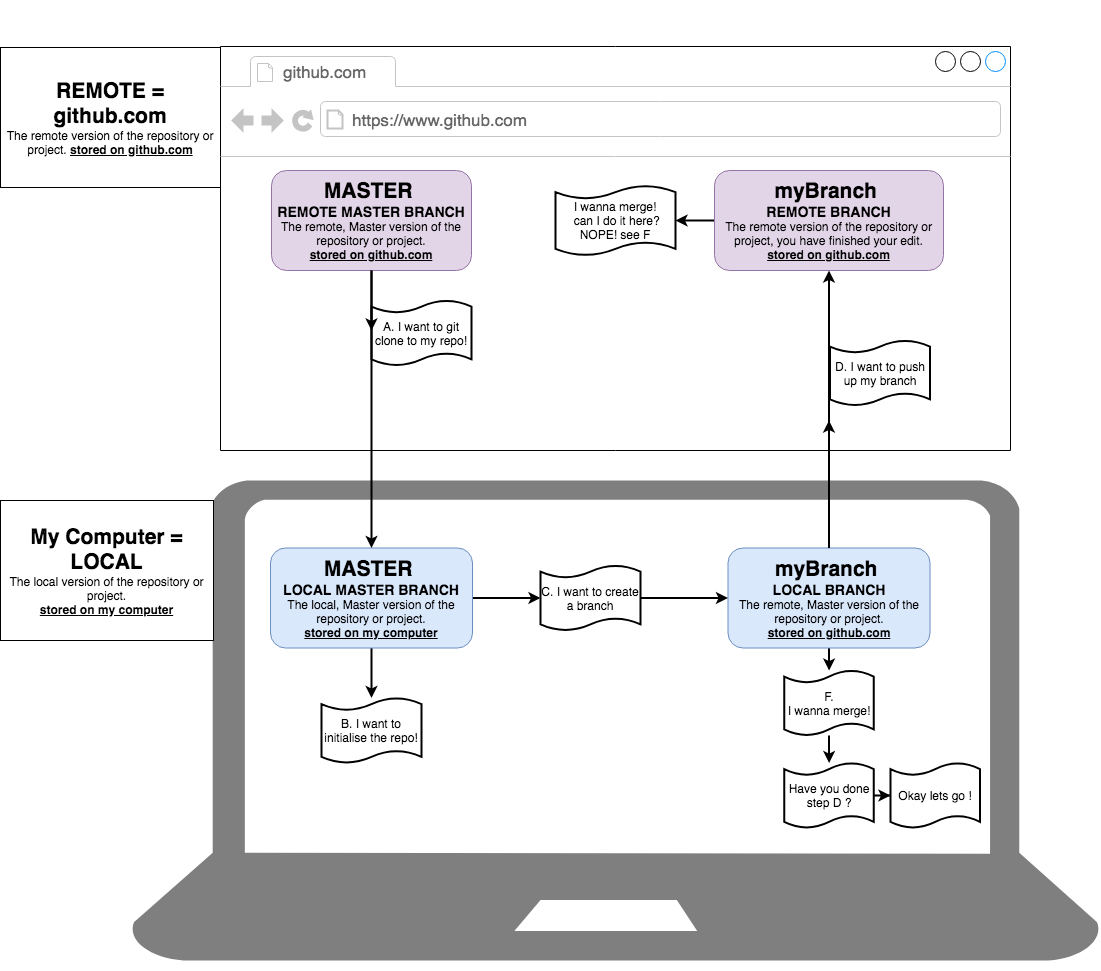 github.com
https://www.github.com
REMOTE =
github.com
The remote version of the repository or
project. stored on github.com
MASTER
REMOTE MASTER BRANCH
The remote, Master version of the
repository or project.
stored on github.com
I wanna merge!
can I do it here?
NOPE! see F
myBranch
REMOTE BRANCH
The remote version of the repository or
project, you have finished your edit.
stored on github.com
A. I want to git
clone to my repo!
D. I want to push
up my branch
My Computer =
LOCAL
The local version of the repository or
project.
stored on my computer
MASTER
LOCAL MASTER BRANCH
The local, Master version of the
repository or project.
stored on my computer
C. I want to create
a branch
myBranch
LOCAL BRANCH
The remote, Master version of the
repository or project.
stored on github.com
B. I want to
initialise the repo!
F.
I wanna merge!
Have you done
step D ?
Okay lets go !